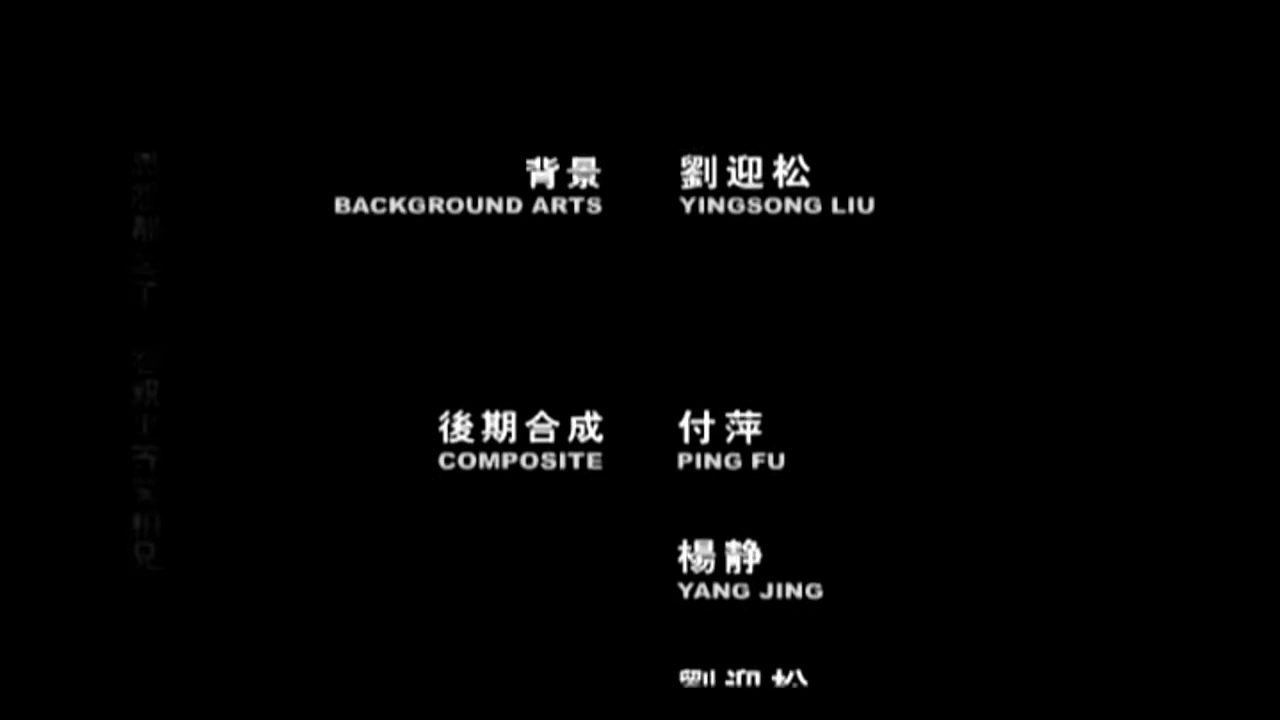 背景 劉迎松
BACKGROUND ARTS YINGSONG LIU
後期合成 付萍
COMPOSITE PING FU
楊静
YANG JING